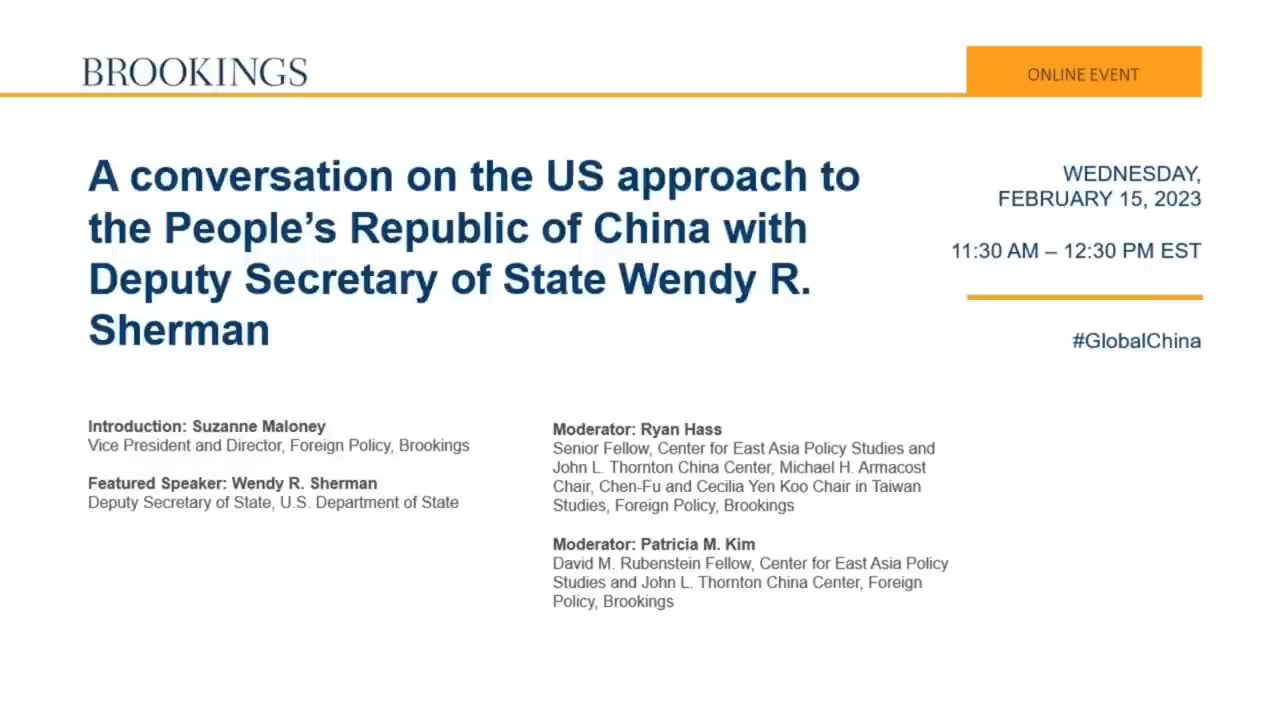 BROOKINGS
ONLINE EVENT
A conversation on the US approach to
the People’s Republic of China with
Deputy Secretary of State Wendy R.
Sherman
WEDNESDAY,
FEBRUARY 15, 2023
11:30 AM – 12:30 PM EST
#GlobalChina
Introduction: Suzanne Maloney
Vice President and Director, Foreign Policy, Brookings
Featured Speaker: Wendy R. Sherman
Deputy Secretary of State, U.S. Department of State
Moderator: Ryan Hass
Senior Fellow, Center for East Asia Policy Studies and
John L. Thornton China Center, Michael H. Armacost
Chair, Chen-Fu and Cecilia Yen Koo Chair in Taiwan
Studies, Foreign Policy, Brookings
Moderator: Patricia M. Kim
David M. Rubenstein Fellow, Center for East Asia Policy
Studies and John L. Thornton China Center, Foreign
Policy, Brookings